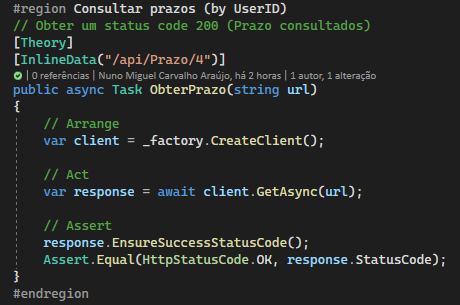 #region Consultar prazos (by UserID)
// Obter um status code 200 (Prazo consultados)
[Theory]
[InlineData("/api/Prazo/4")]
| 0 referências | Nuno Miguel Carvalho Araújo, há 2 horas | 1 autor, 1 alteração
public async Task ObterPrazo(string url)
{
// Arrange
var client = _factory.CreateClient();
// Act
var response = await client.GetAsync(url);
// Assert
response.EnsureSuccessStatusCode();
Assert.Equal(HttpStatusCode.OK, response.StatusCode);
}
#endregion